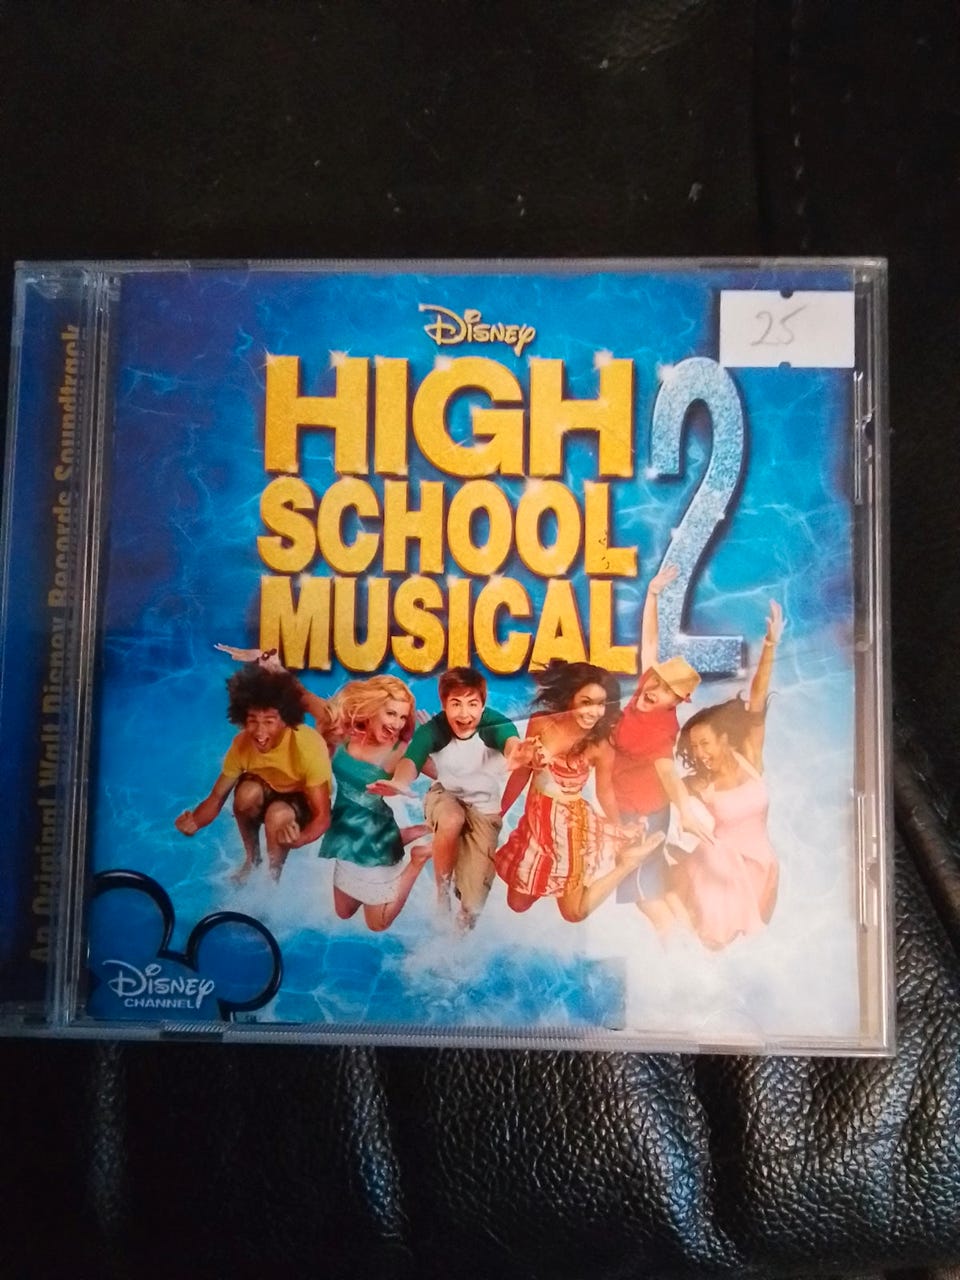 An Original Walt Disney Records Soundtrack
DISNEY
HIGH
SCHOOL
MUSICAL
2
25
DISNEY
CHANNEL